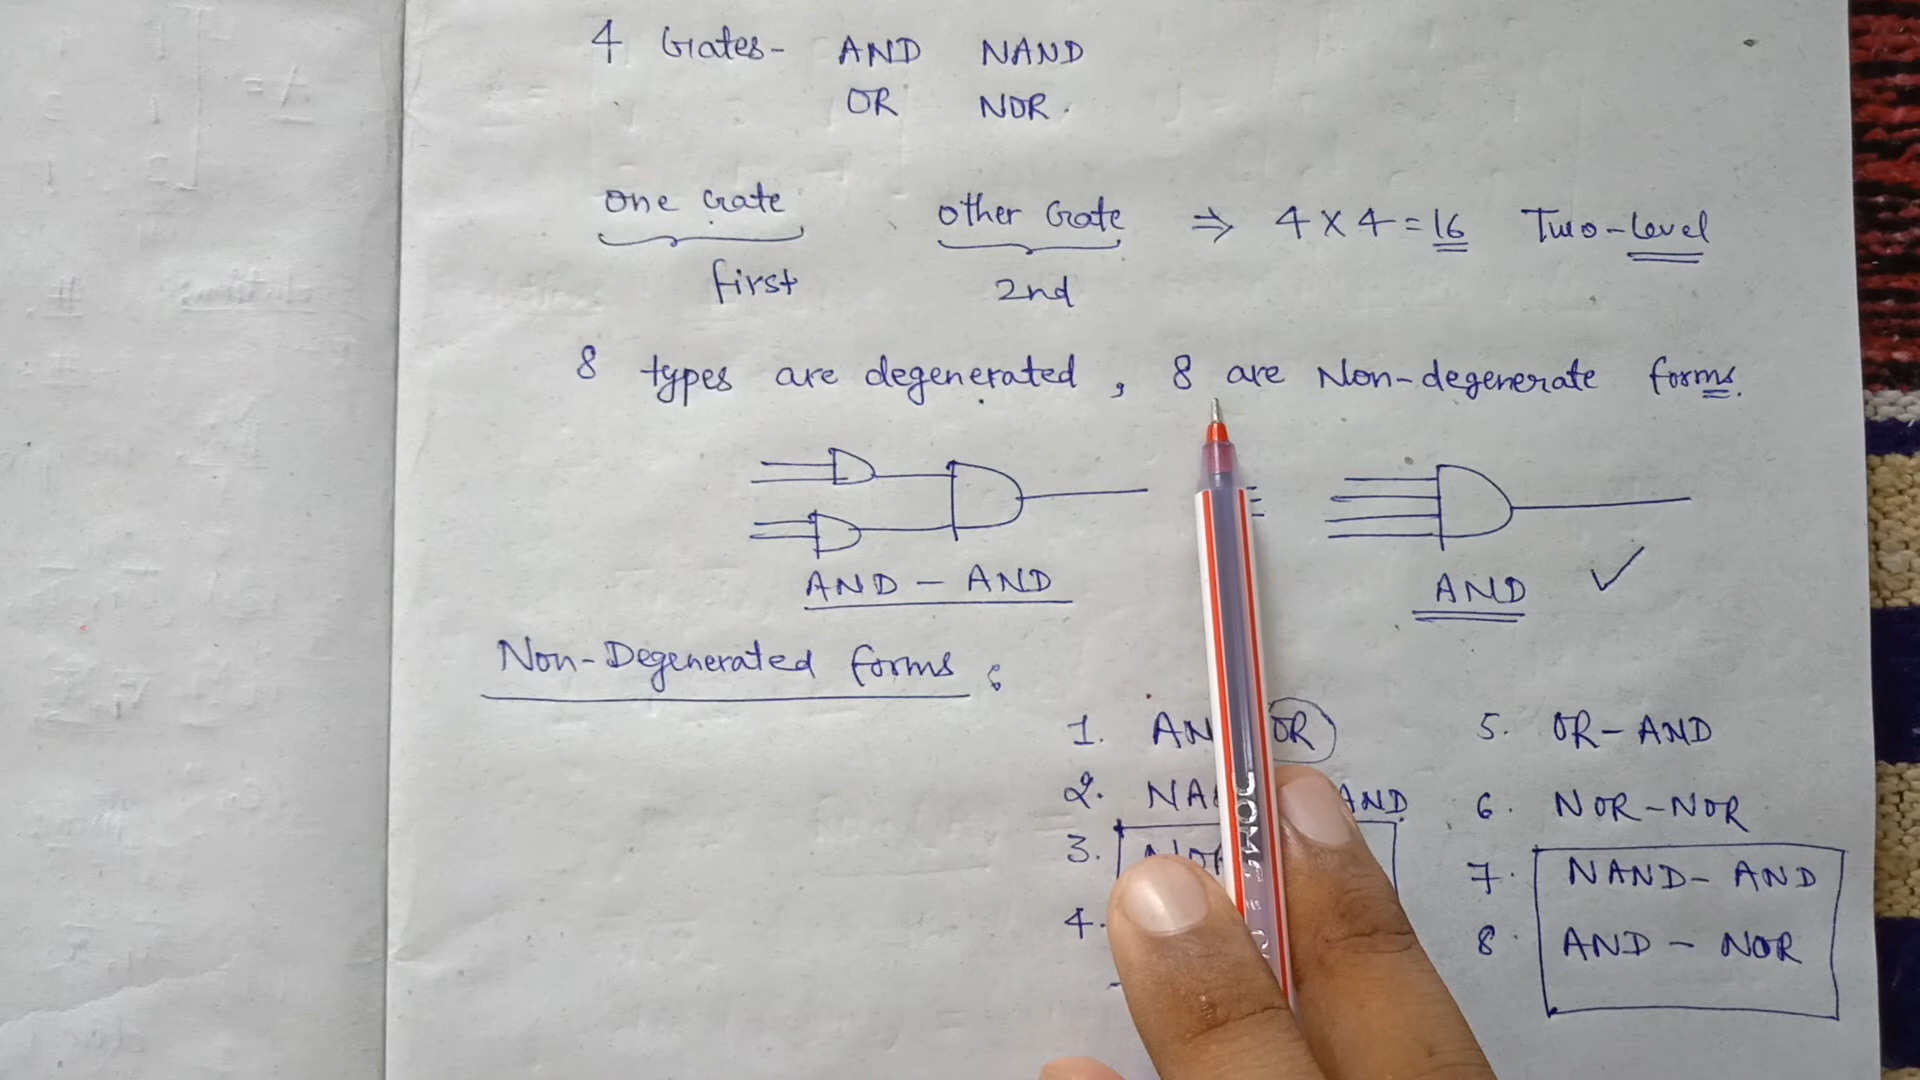 4 Gates- AND NAND
OR NOR.
One Gate other Gate ⇒ 4 X 4 = 16 Two-Level
first 2nd
8 types are degenerated, 8 are Non-degenerate forms.
AND – AND
AND ✓
Non-Degenerated forms :
1. OR 5. OR-AND
2. 6. NOR-NOR
3. 7. NAND- AND
4. 8. AND – NOR